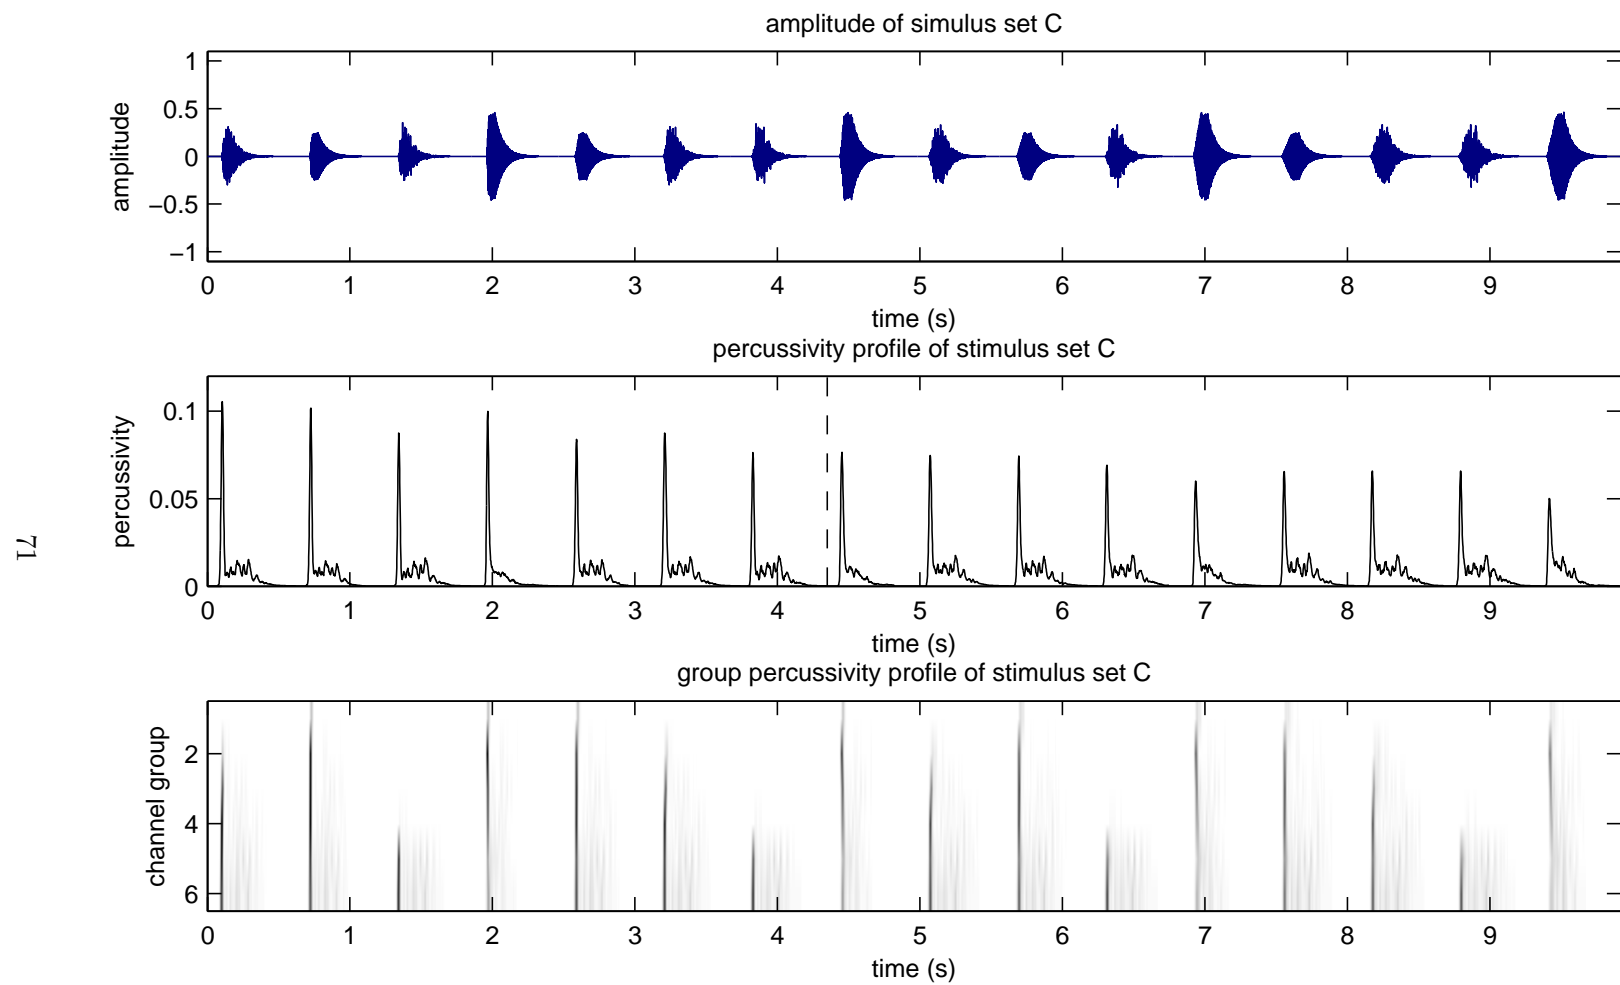 amplitude of simulus set C
1
0.5
0
−0.5
−1
amplitude
0 1 2 3 4 5 6 7 8 9
time (s)
percussivity profile of stimulus set C
0.1
0.05
0
percussivity
0 1 2 3 4 5 6 7 8 9
time (s)
group percussivity profile of stimulus set C
2
4
6
channel group
0 1 2 3 4 5 6 7 8 9
time (s)
71